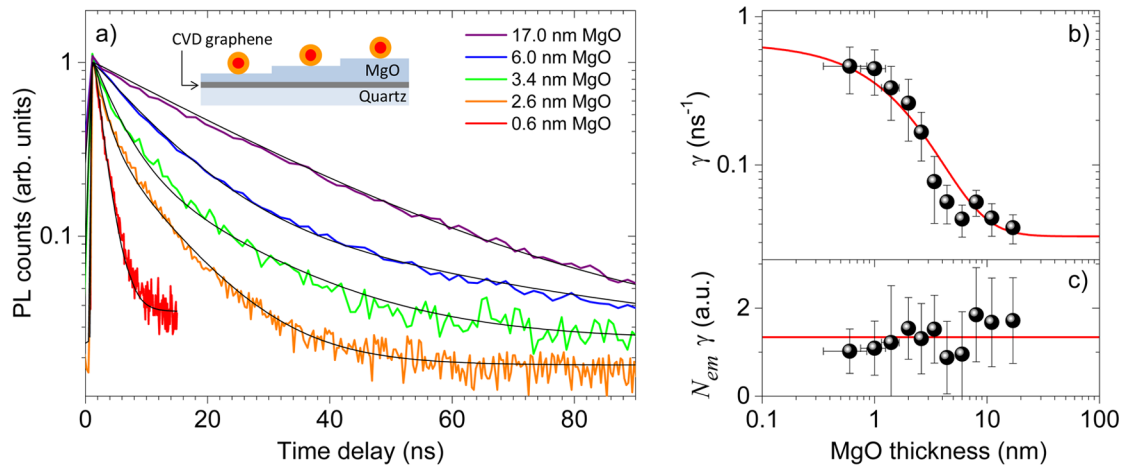 a)
CVD graphene
MgO
Quartz
17.0 nm MgO
6.0 nm MgO
3.4 nm MgO
2.6 nm MgO
0.6 nm MgO
PL counts (arb. units)
1
0.1
0 20 40 60 80
Time delay (ns)
b)
γ (ns⁻¹)
0.1
c)
N_em γ (a.u.)
2
0
0.1 1 10 100
MgO thickness (nm)